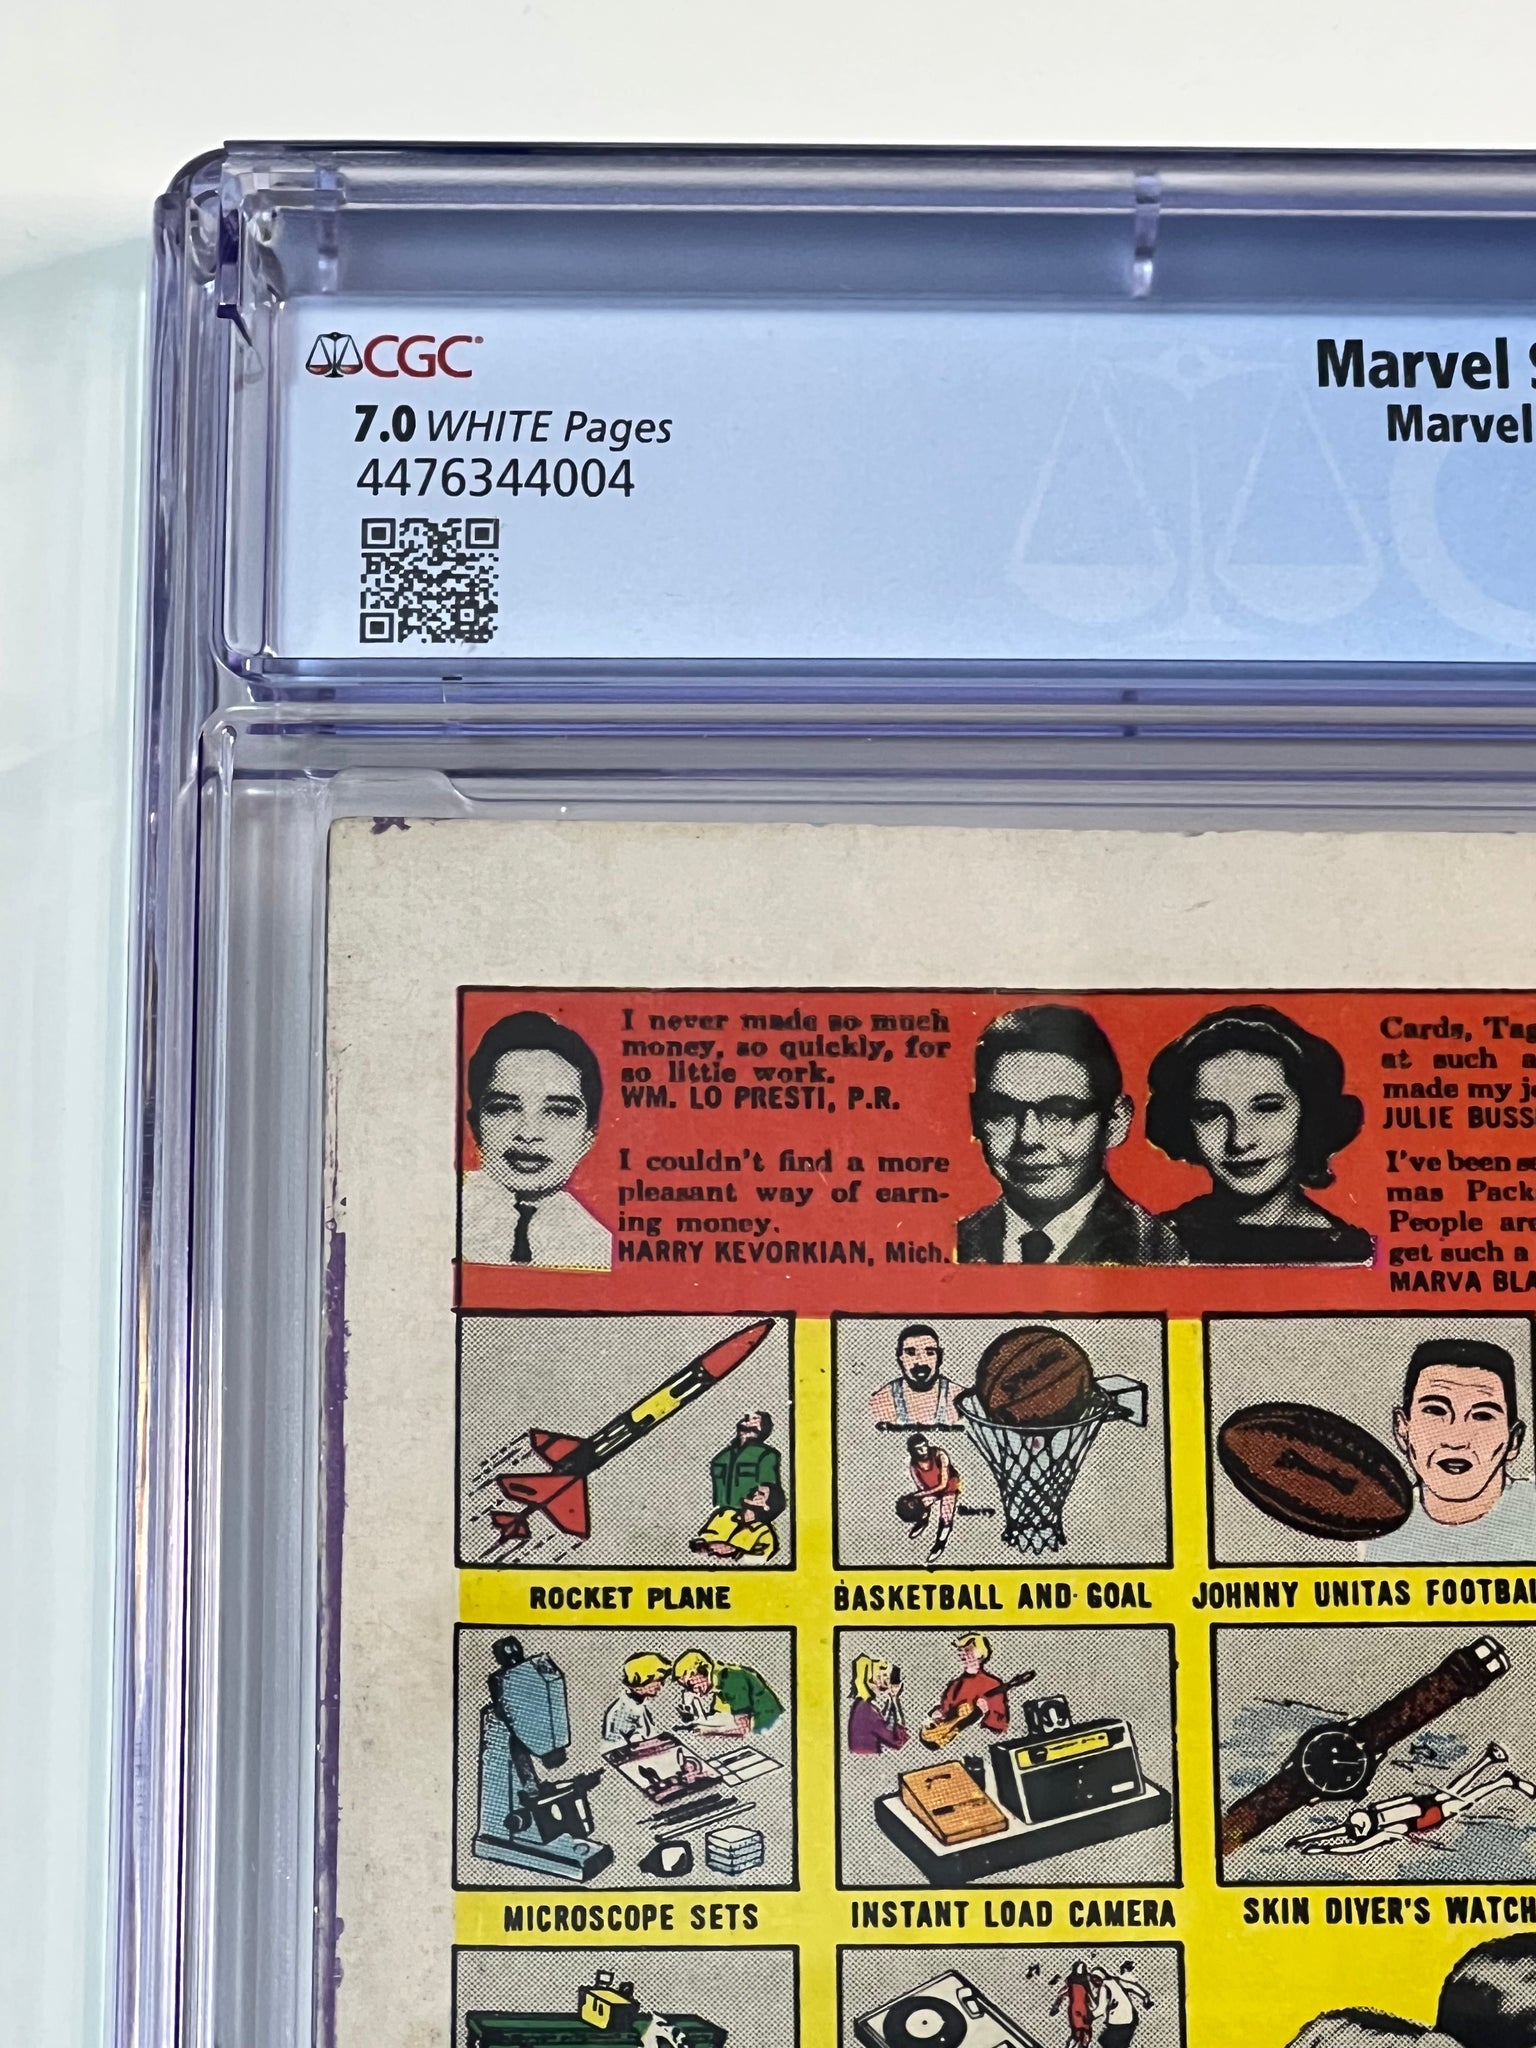 CGC
7.0 WHITE Pages
4476344004
Marvel
Marvel
I never made so much
money, so quickly, for
so little work.
WM. LO PRESTI, P.R.
I couldn't find a more
pleasant way of earn-
ing money.
HARRY KEVORKIAN, Mich.
Cards,
at such
made my
JULIE
I've been
mas
People
get such a
MARVA
ROCKET PLANE
BASKETBALL AND GOAL
JOHNNY UNITAS
MICROSCOPE SETS
INSTANT LOAD CAMERA
SKIN DIVER'S WATCH